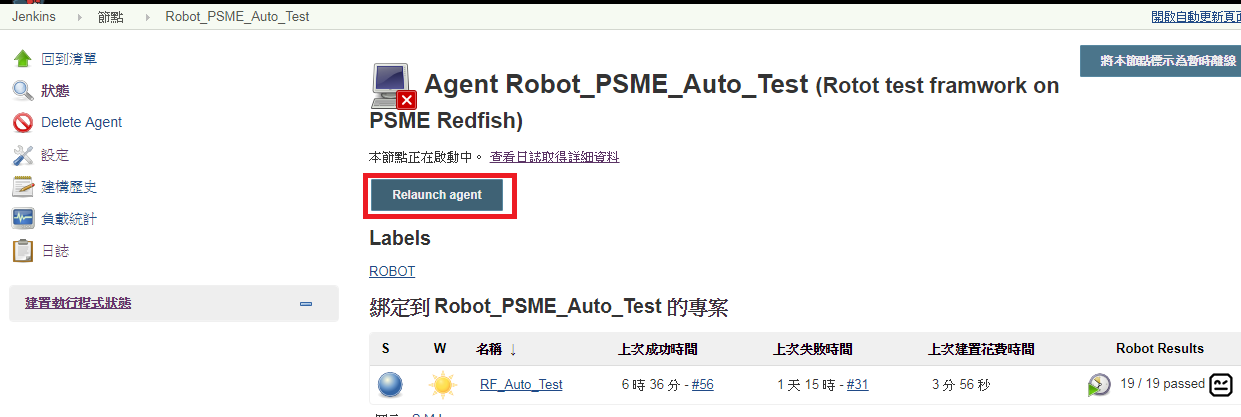 Jenkins 節點 Robot_PSME_Auto_Test 開啟自動更新頁面
回到清單
狀態
Delete Agent
設定
建構歷史
負載統計
日誌
建置執行程式狀態
將本節點標示為暫時離線
Agent Robot_PSME_Auto_Test (Rotot test framwork on
PSME Redfish)
本節點正在啟動中。 查看日誌取得詳細資料
Relaunch agent
Labels
ROBOT
綁定到 Robot_PSME_Auto_Test 的專案
S W 名稱 ↓ 上次成功時間 上次失敗時間 上次建置花費時間 Robot Results
RF_Auto_Test 6 時 36 分 - #56 1 天 15 時 - #31 3 分 56 秒 19 / 19 passed